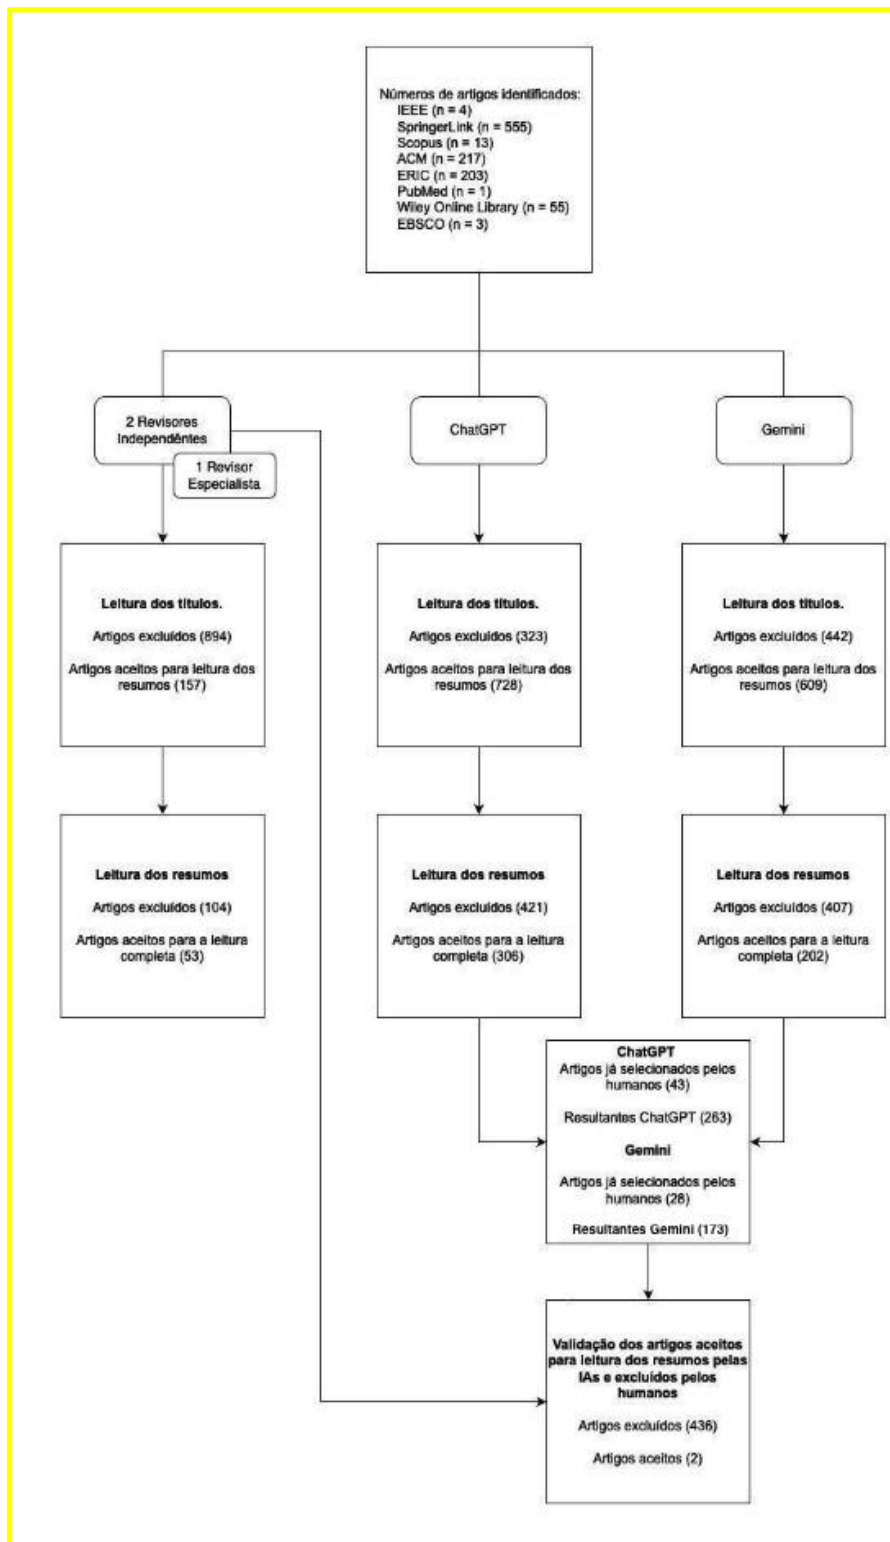 Números de artigos identificados:
IEEE (n = 4)
SpringerLink (n = 555)
Scopus (n = 13)
ACM (n = 217)
ERIC (n = 203)
PubMed (n = 1)
Wiley Online Library (n = 55)
EBSCO (n = 3)
2 Revisores
Independêntes
1 Revisor
Especialista
ChatGPT
Gemini
Leitura dos títulos.
Artigos excluídos (894)
Artigos aceitos para leitura dos
resumos (157)
Leitura dos títulos.
Artigos excluídos (323)
Artigos aceitos para leitura dos
resumos (728)
Leitura dos títulos.
Artigos excluídos (442)
Artigos aceitos para leitura dos
resumos (609)
Leitura dos resumos
Artigos excluídos (104)
Artigos aceitos para a leitura
completa (53)
Leitura dos resumos
Artigos excluídos (421)
Artigos aceitos para a leitura
completa (306)
Leitura dos resumos
Artigos excluídos (407)
Artigos aceitos para a leitura
completa (202)
ChatGPT
Artigos já selecionados pelos
humanos (43)
Resultantes ChatGPT (263)
Gemini
Artigos já selecionados pelos
humanos (28)
Resultantes Gemini (173)
Validação dos artigos aceitos
para leitura dos resumos pelas
IAs e excluídos pelos
humanos
Artigos excluídos (436)
Artigos aceitos (2)